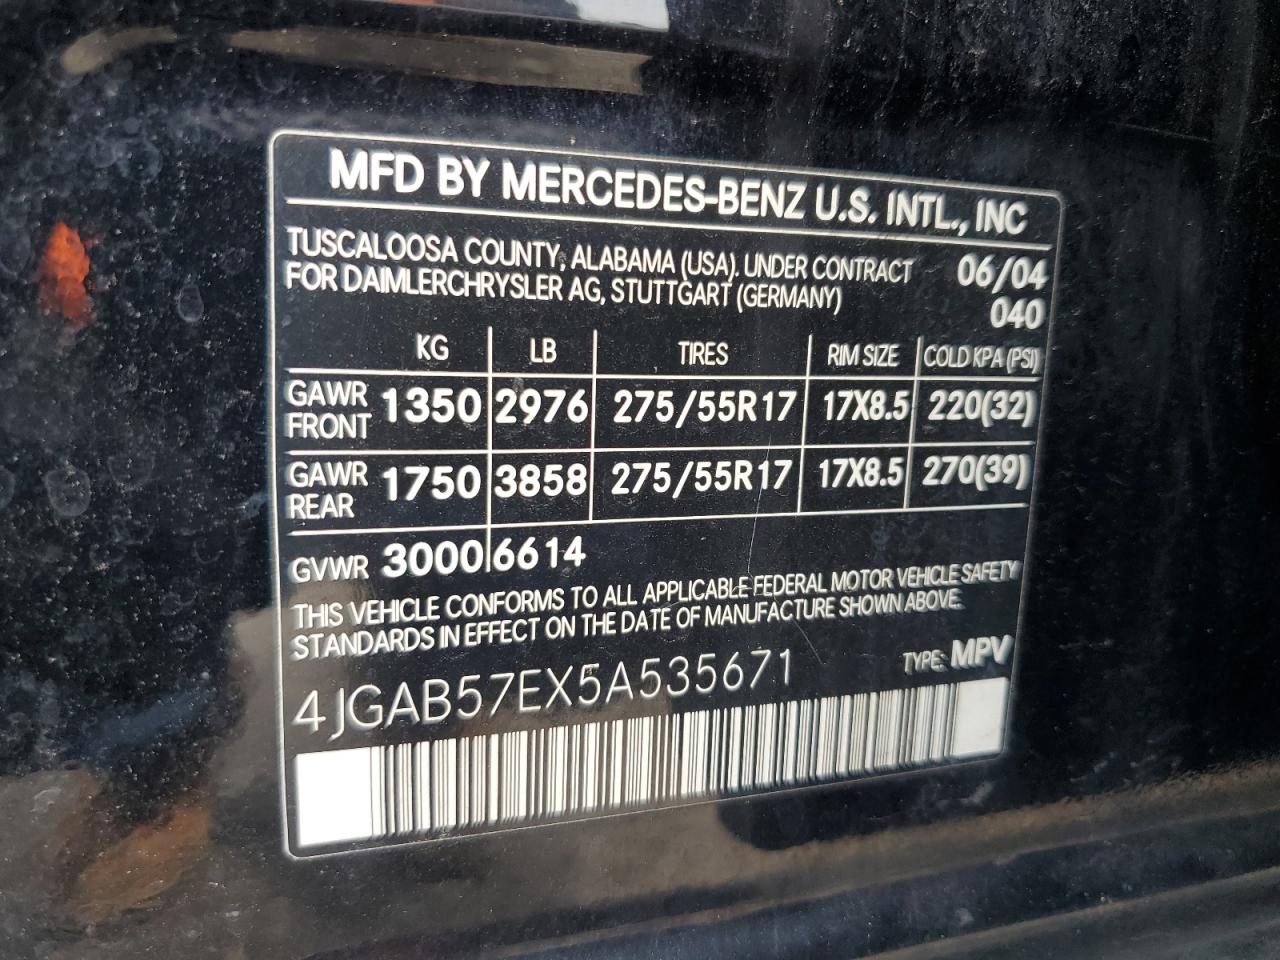 MFD BY MERCEDES-BENZ U.S. INTL., INC
TUSCALOOSA COUNTY, ALABAMA (USA). UNDER CONTRACT 06/04
FOR DAIMLERCHRYSLER AG, STUTTGART (GERMANY) 040
KG LB TIRES RIM SIZE COLD KPA (PSI)
GAWR FRONT 1350 2976 275/55R17 17X8.5 220(32)
GAWR REAR 1750 3858 275/55R17 17X8.5 270(39)
GVWR 3000 6614
THIS VEHICLE CONFORMS TO ALL APPLICABLE FEDERAL MOTOR VEHICLE SAFETY
STANDARDS IN EFFECT ON THE DATE OF MANUFACTURE SHOWN ABOVE.
4JGAB57EX5A535671 TYPE: MPV